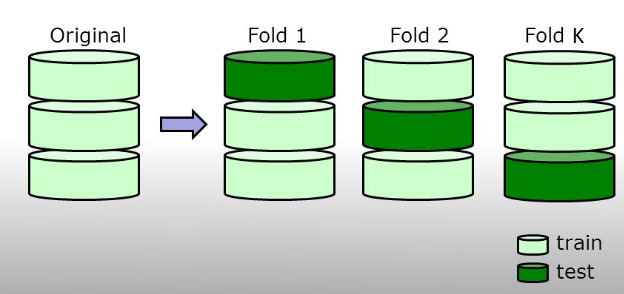 Original
Fold 1
Fold 2
Fold K
train
test